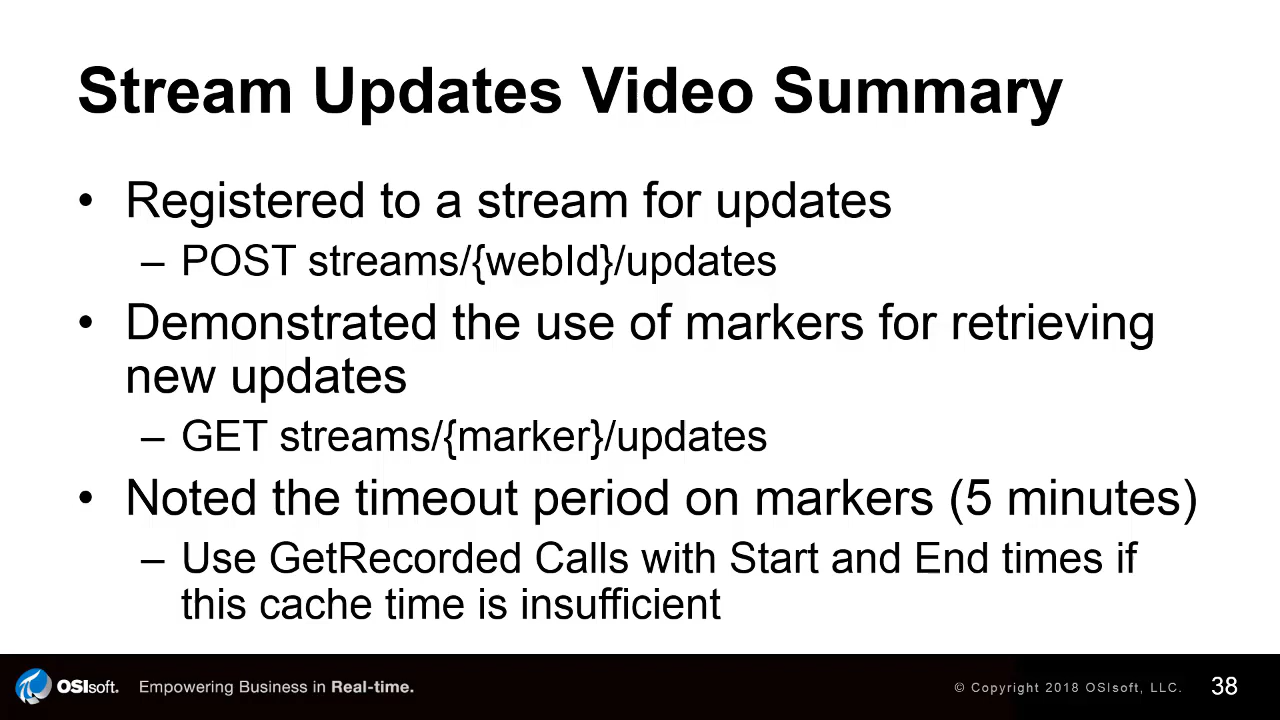 Stream Updates Video Summary
• Registered to a stream for updates
– POST streams/{webId}/updates
• Demonstrated the use of markers for retrieving
new updates
– GET streams/{marker}/updates
• Noted the timeout period on markers (5 minutes)
– Use GetRecorded Calls with Start and End times if
this cache time is insufficient
OSIsoft. Empowering Business in Real-time. © Copyright 2018 OSIsoft, LLC. 38